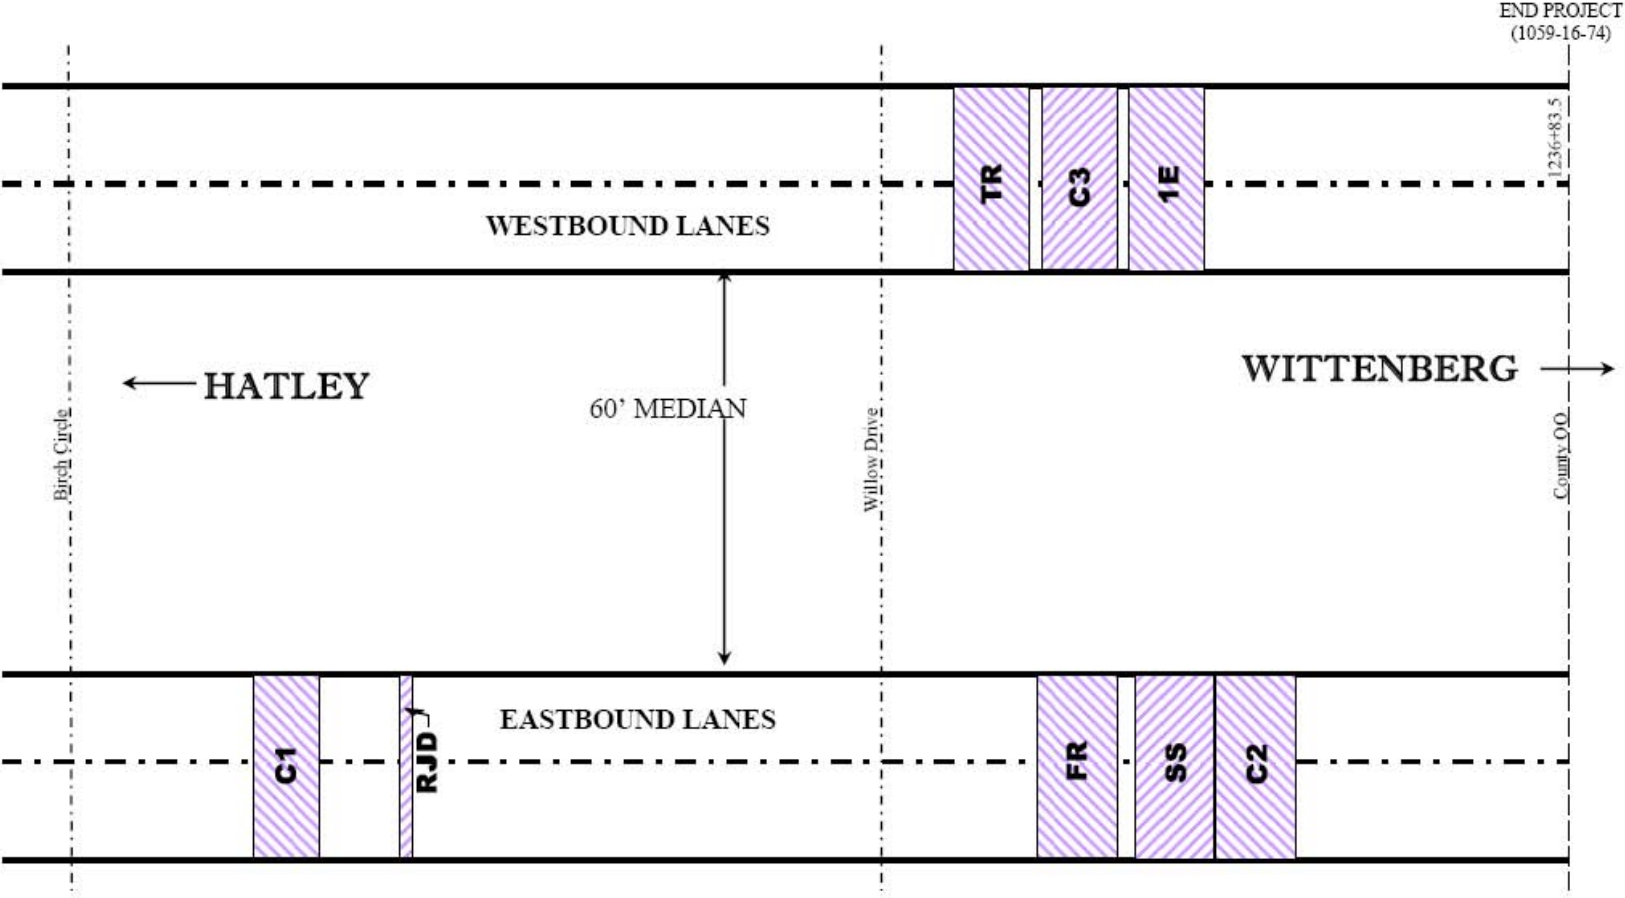 END PROJECT
(1059-16-74)
1236+83.5
TR
C3
1E
WESTBOUND LANES
HATLEY
WITTENBERG
60’ MEDIAN
Birch Circle
Willow Drive
County OO
EASTBOUND LANES
C1
RJD
FR
SS
C2